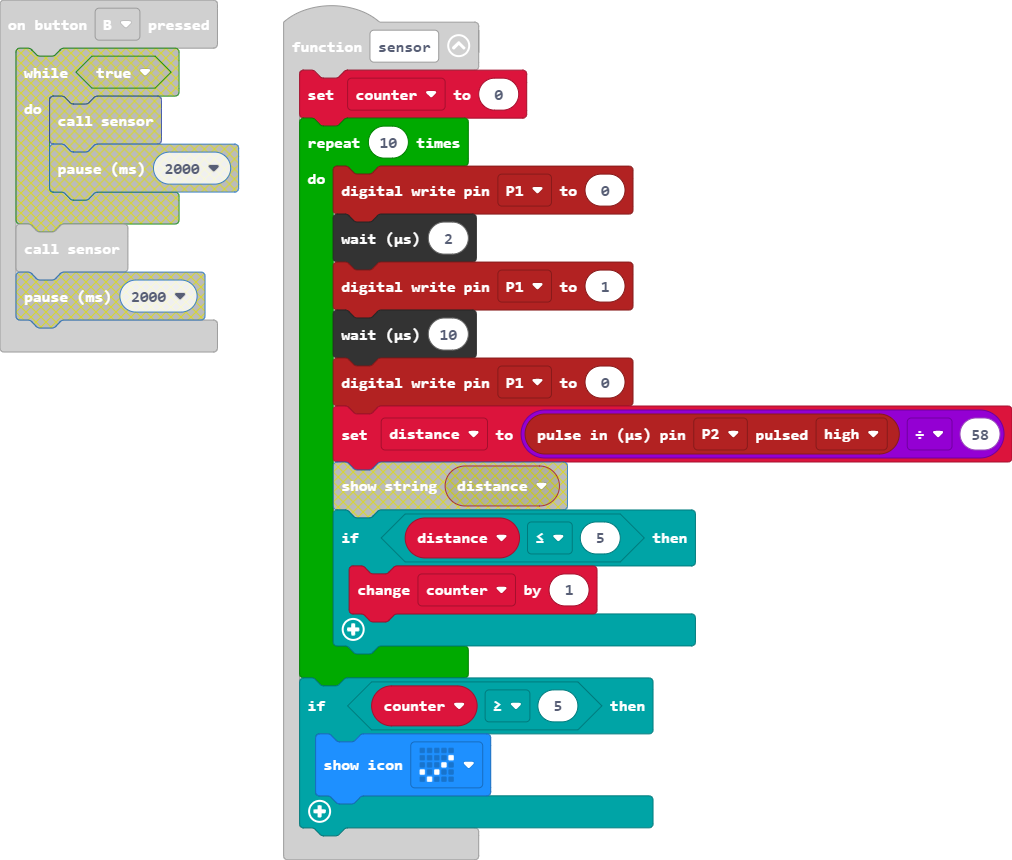 on button B pressed
while true
do
call sensor
pause (ms) 2000
call sensor
pause (ms) 2000
function sensor
set counter to 0
repeat 10 times
do
digital write pin P1 to 0
wait (µs) 2
digital write pin P1 to 1
wait (µs) 10
digital write pin P1 to 0
set distance to pulse in (µs) pin P2 pulsed high ÷ 58
show string distance
if distance ≤ 5 then
change counter by 1
if counter ≥ 5 then
show icon